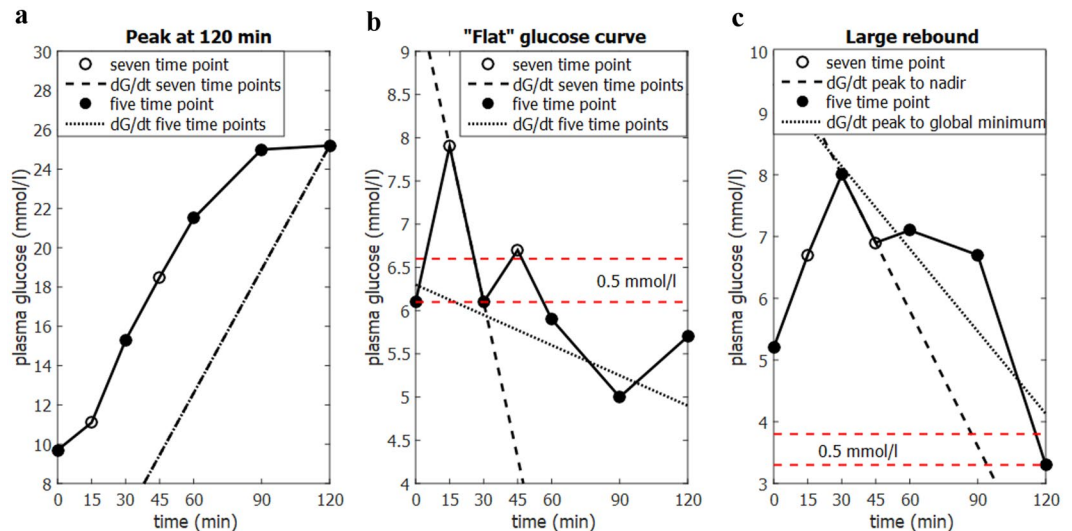 a
Peak at 120 min
plasma glucose (mmol/l)
30
28
26
24
22
20
18
16
14
12
10
8
seven time point
dG/dt seven time points
five time point
dG/dt five time points
0 15 30 45 60 90 120
time (min)
b
"Flat" glucose curve
plasma glucose (mmol/l)
9
8.5
8
7.5
7
6.5
6
5.5
5
4.5
4
seven time point
dG/dt seven time points
five time point
dG/dt five time points
0.5 mmol/l
0 15 30 45 60 90 120
time (min)
c
Large rebound
plasma glucose (mmol/l)
10
9
8
7
6
5
4
3
seven time point
dG/dt peak to nadir
five time point
dG/dt peak to global minimum
0.5 mmol/l
0 15 30 45 60 90 120
time (min)